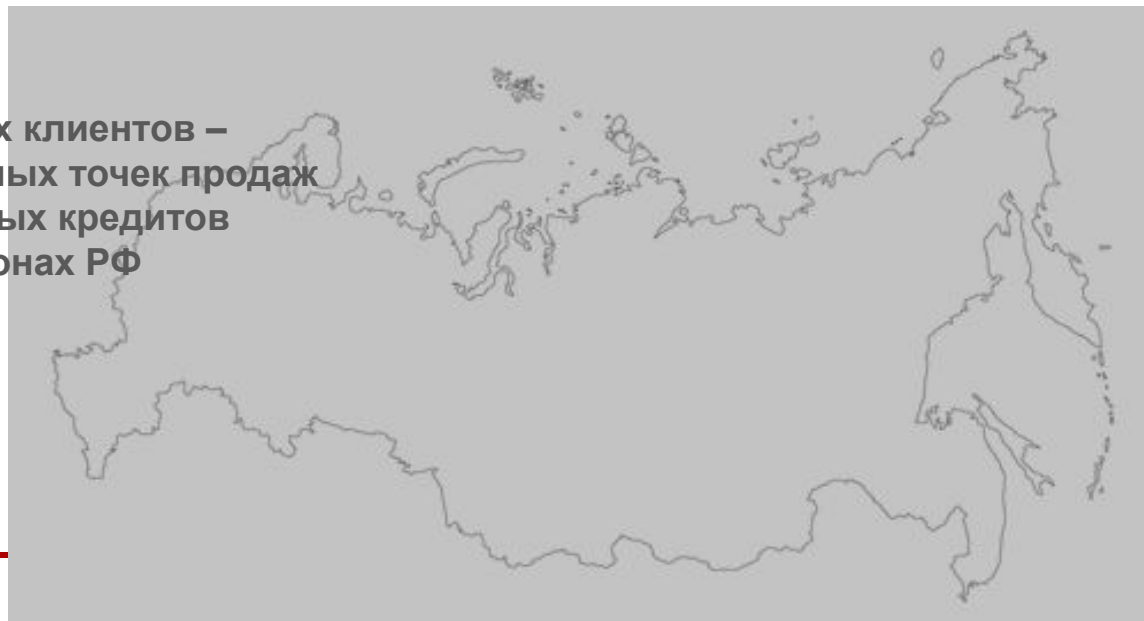 х клиентов –
ных точек продаж
ых кредитов
онах РФ